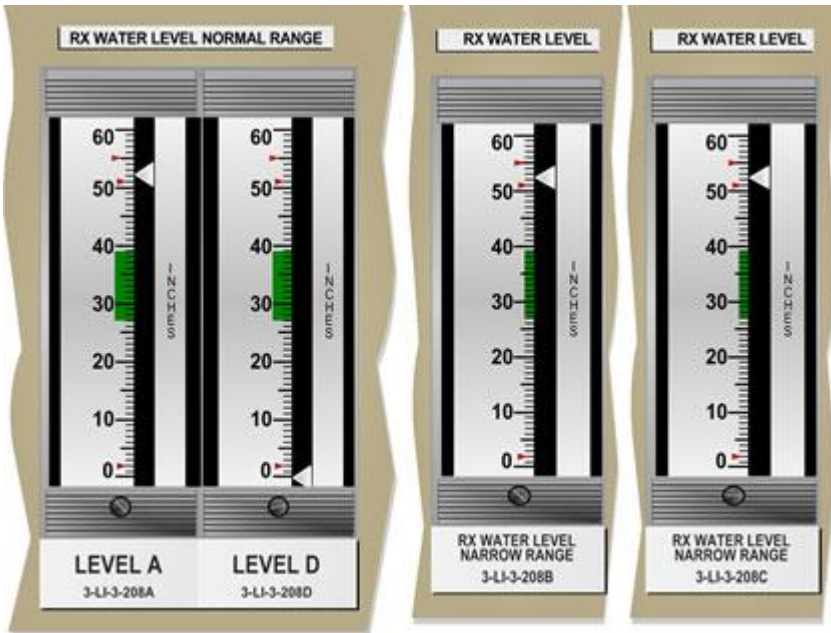 RX WATER LEVEL NORMAL RANGE
60
50
40
30
20
10
0
INCHES
60
50
40
30
20
10
0
INCHES
LEVEL A
3-LI-3-208A
LEVEL D
3-LI-3-208D
RX WATER LEVEL
60
50
40
30
20
10
0
INCHES
RX WATER LEVEL
NARROW RANGE
3-LI-3-208B
RX WATER LEVEL
60
50
40
30
20
10
0
INCHES
RX WATER LEVEL
NARROW RANGE
3-LI-3-208C